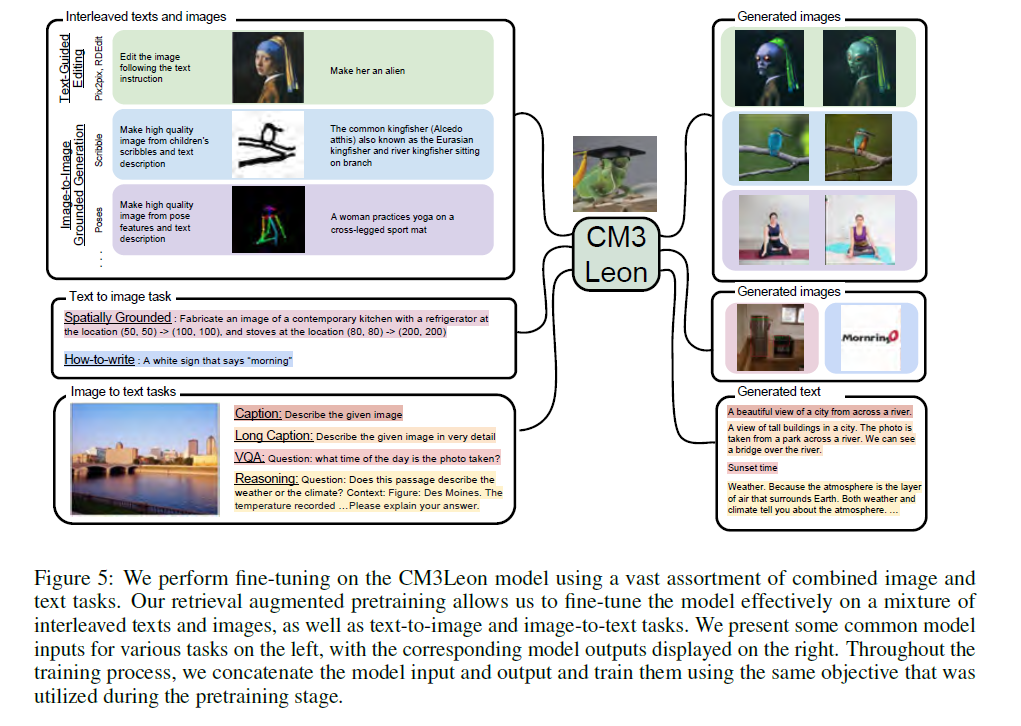 Interleaved texts and images
Text-Guided
Editing
Pix2pix, RDEdit
Edit the image
following the text
instruction
Make her an alien
Image-to-Image
Grounded Generation
Scribble
Make high quality
image from children's
scribbles and text
description
The common kingfisher (Alcedo
atthis) also known as the Eurasian
kingfisher and river kingfisher sitting
on branch
Poses
Make high quality
image from pose
features and text
description
A woman practices yoga on a
cross-legged sport mat
. . .
Text to image task
Spatially Grounded : Fabricate an image of a contemporary kitchen with a refrigerator at
the location (50, 50) -> (100, 100), and stoves at the location (80, 80) -> (200, 200)
How-to-write : A white sign that says "morning"
Image to text tasks
Caption: Describe the given image
Long Caption: Describe the given image in very detail
VQA: Question: what time of the day is the photo taken?
Reasoning: Question: Does this passage describe the
weather or the climate? Context: Figure: Des Moines. The
temperature recorded …Please explain your answer.
CM3
Leon
Generated images
Generated images
Mornring
Generated text
A beautiful view of a city from across a river.
A view of tall buildings in a city. The photo is
taken from a park across a river. We can see
a bridge over the river.
Sunset time
Weather. Because the atmosphere is the layer
of air that surrounds Earth. Both weather and
climate tell you about the atmosphere. …
Figure 5: We perform fine-tuning on the CM3Leon model using a vast assortment of combined image and
text tasks. Our retrieval augmented pretraining allows us to fine-tune the model effectively on a mixture of
interleaved texts and images, as well as text-to-image and image-to-text tasks. We present some common model
inputs for various tasks on the left, with the corresponding model outputs displayed on the right. Throughout the
training process, we concatenate the model input and output and train them using the same objective that was
utilized during the pretraining stage.